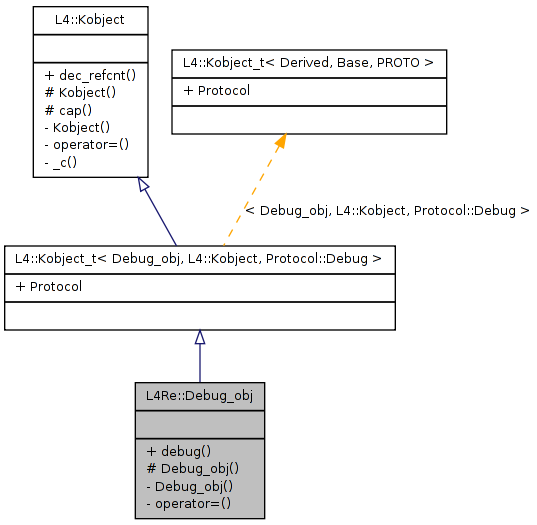 L4::Kobject
+ dec_refcnt()
# Kobject()
# cap()
- Kobject()
- operator=()
- _c()
L4::Kobject_t< Derived, Base, PROTO >
+ Protocol
< Debug_obj, L4::Kobject, Protocol::Debug >
L4::Kobject_t< Debug_obj, L4::Kobject, Protocol::Debug >
+ Protocol
L4Re::Debug_obj
+ debug()
# Debug_obj()
- Debug_obj()
- operator=()